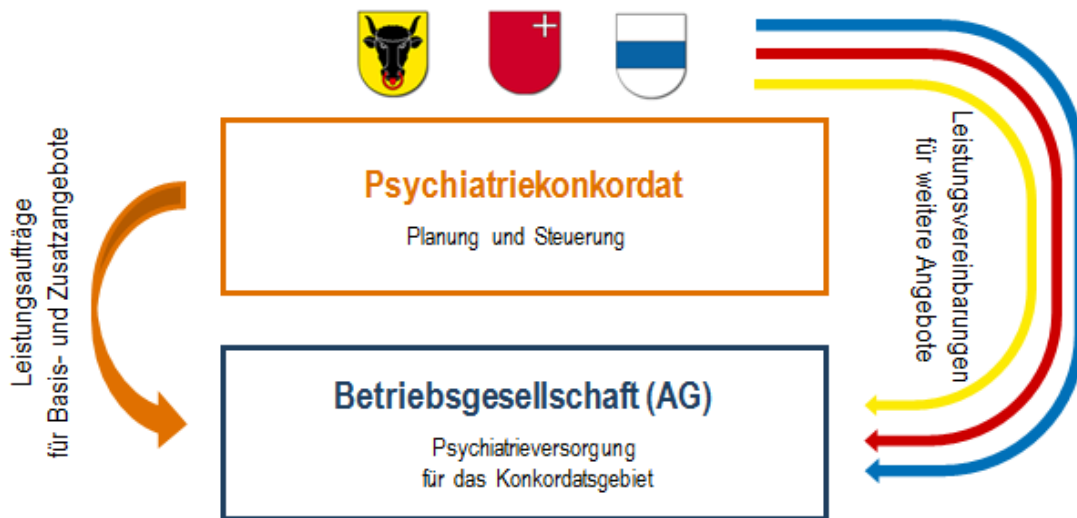 Psychiatriekonkordat
Planung und Steuerung
Leistungsaufträge
für Basis- und Zusatzangebote
Leistungsvereinbarungen
für weitere Angebote
Betriebsgesellschaft (AG)
Psychiatrieversorgung
für das Konkordatsgebiet